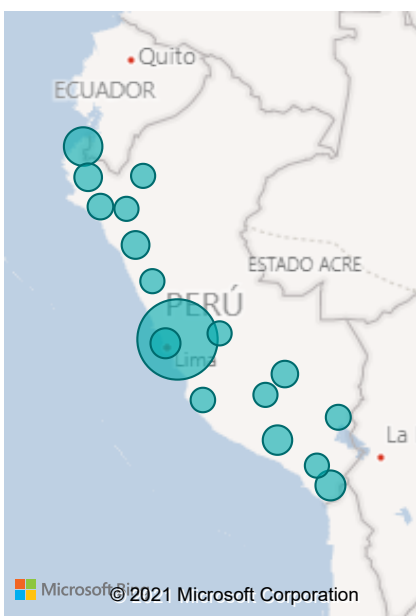 Quito
ECUADOR
ESTADO ACRE
PERÚ
Lima
La
Microsoft Bing
© 2021 Microsoft Corporation